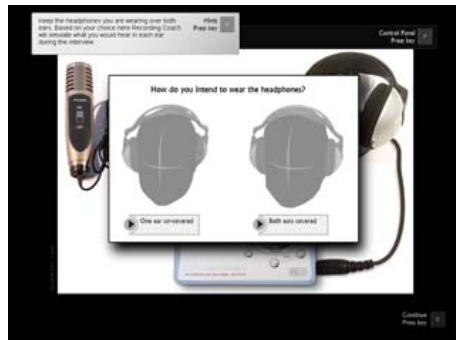 Keep the headphones you are wearing over both
ears. Based on your choice here Recording Coach
will simulate what you would hear in each ear
during the interview.
Hints
Press key
Control Panel
Press key
How do you intend to wear the headphones?
One ear un-covered
Both ears covered
Continue
Press key